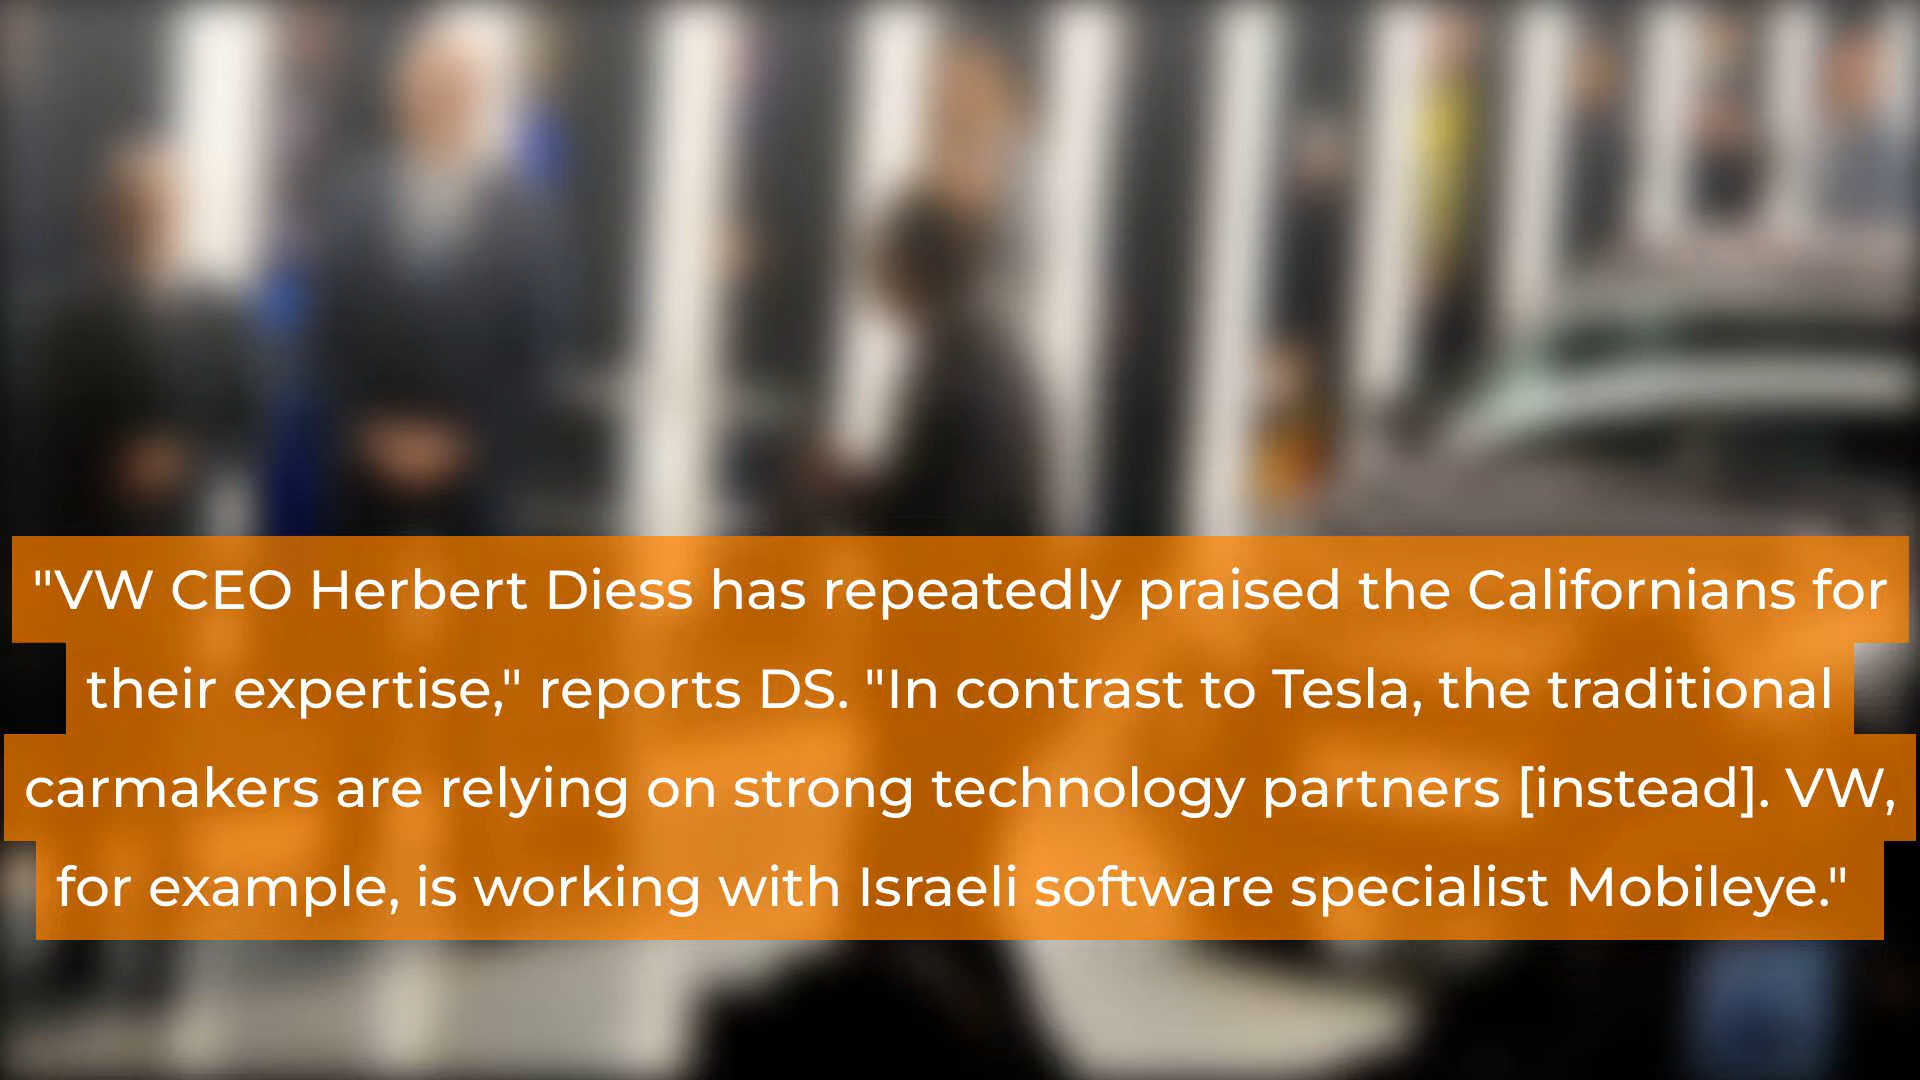 "VW CEO Herbert Diess has repeatedly praised the Californians for
their expertise," reports DS. "In contrast to Tesla, the traditional
carmakers are relying on strong technology partners [instead]. VW,
for example, is working with Israeli software specialist Mobileye."